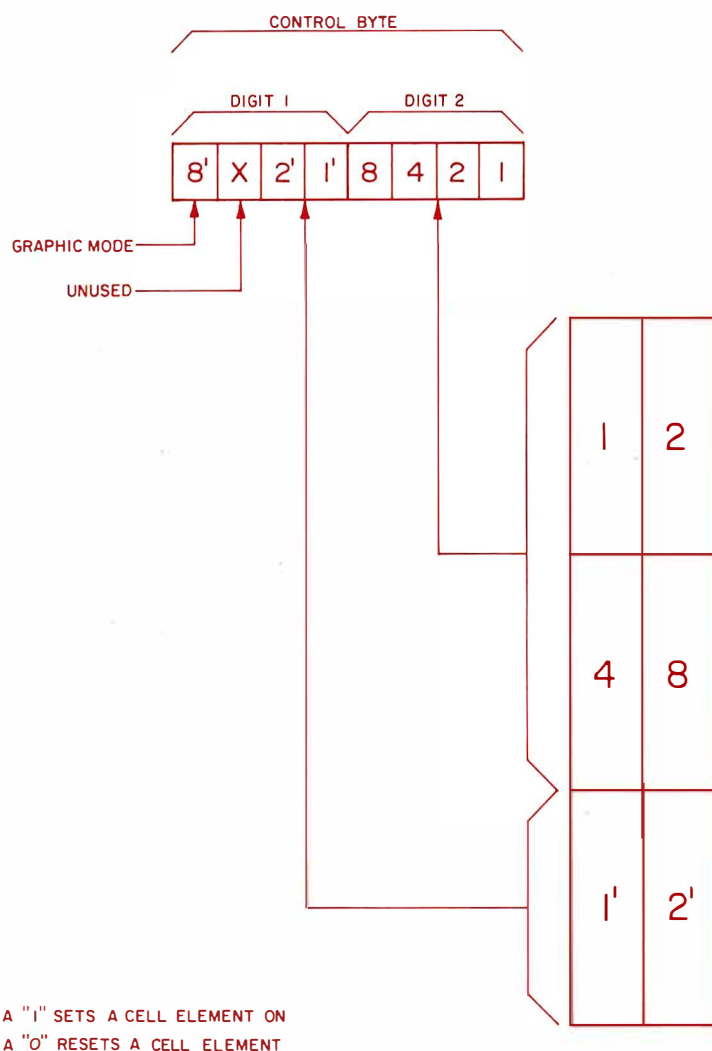 CONTROL BYTE
DIGIT 1 DIGIT 2
8' X 2' 1' 8 4 2 1
GRAPHIC MODE
UNUSED
1 2
4 8
1' 2'
A "1" SETS A CELL ELEMENT ON
A "0" RESETS A CELL ELEMENT